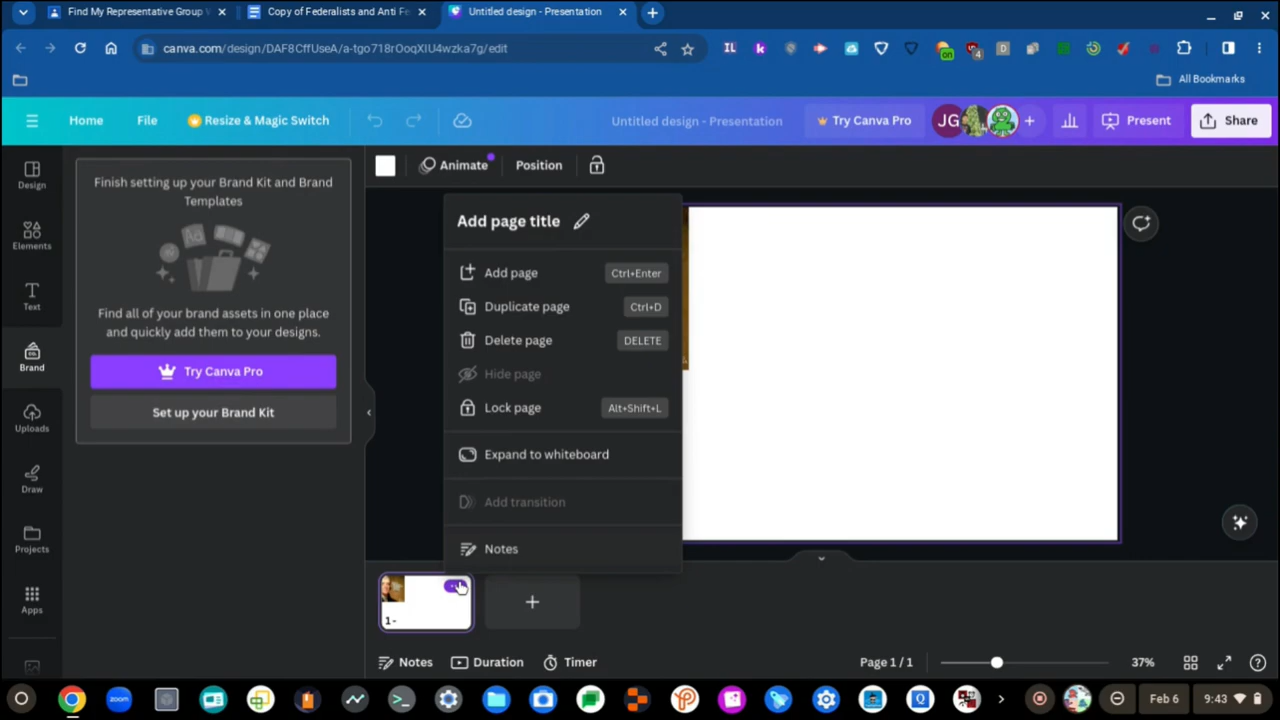 Find My Representative Group
Copy of Federalists and Anti Fe
Untitled design - Presentation
canva.com/design/DAF8CffUseA/a-tgo718rOoqXIU4wzka7g/edit
IL
k
on
4
D
All Bookmarks
Home
File
Resize & Magic Switch
Untitled design - Presentation
Try Canva Pro
JG
Present
Share
Animate
Position
Design
Elements
Text
Brand
Uploads
Draw
Projects
Apps
Finish setting up your Brand Kit and Brand
Templates
Find all of your brand assets in one place
and quickly add them to your designs.
Try Canva Pro
Set up your Brand Kit
Add page title
Add page Ctrl+Enter
Duplicate page Ctrl+D
Delete page DELETE
Hide page
Lock page Alt+Shift+L
Expand to whiteboard
Add transition
Notes
1 -
Notes
Duration
Timer
Page 1 / 1
37%
zoom
Q
Feb 6
9:43